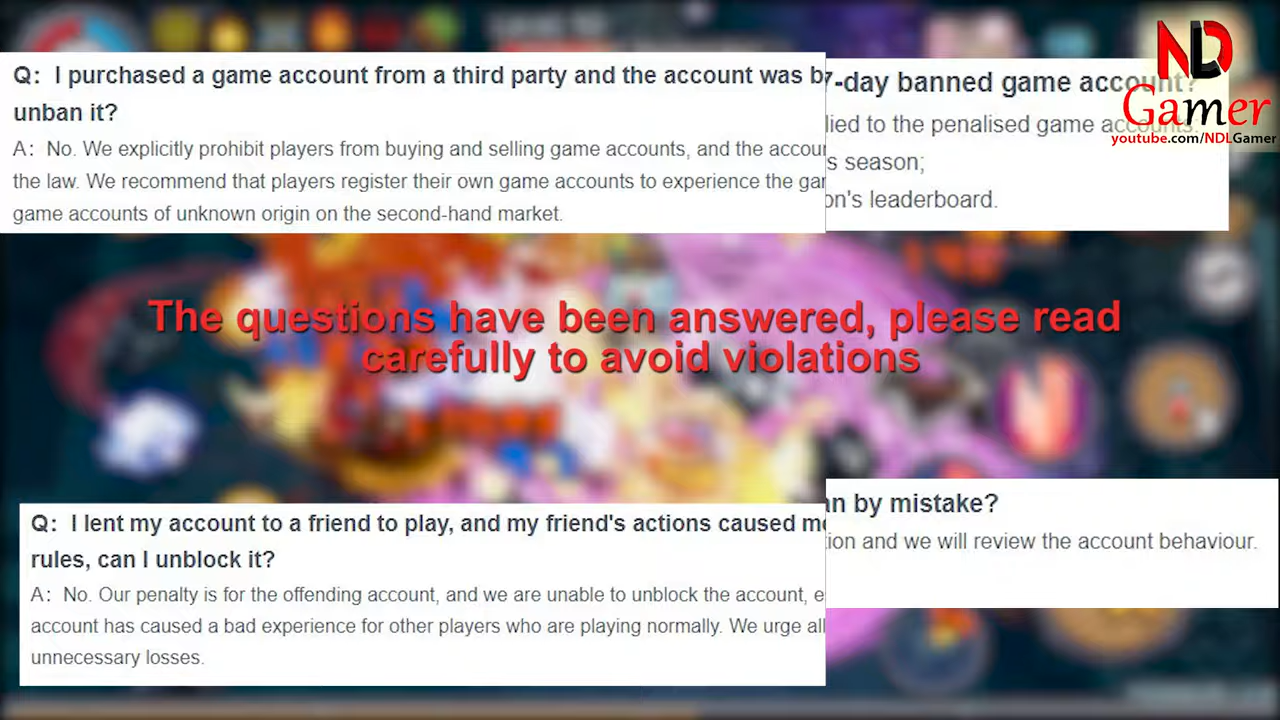 Q: I purchased a game account from a third party and the account was b
unban it?
A: No. We explicitly prohibit players from buying and selling game accounts, and the accou
the law. We recommend that players register their own game accounts to experience the ga
game accounts of unknown origin on the second-hand market.
7-day banned game account?
lied to the penalised game accounts.
s season;
on's leaderboard.
ND
Gamer
youtube.com/NDLGamer
The questions have been answered, please read
carefully to avoid violations
Q: I lent my account to a friend to play, and my friend's actions caused m
rules, can I unblock it?
A: No. Our penalty is for the offending account, and we are unable to unblock the account, e
account has caused a bad experience for other players who are playing normally. We urge all
unnecessary losses.
an by mistake?
tion and we will review the account behaviour.